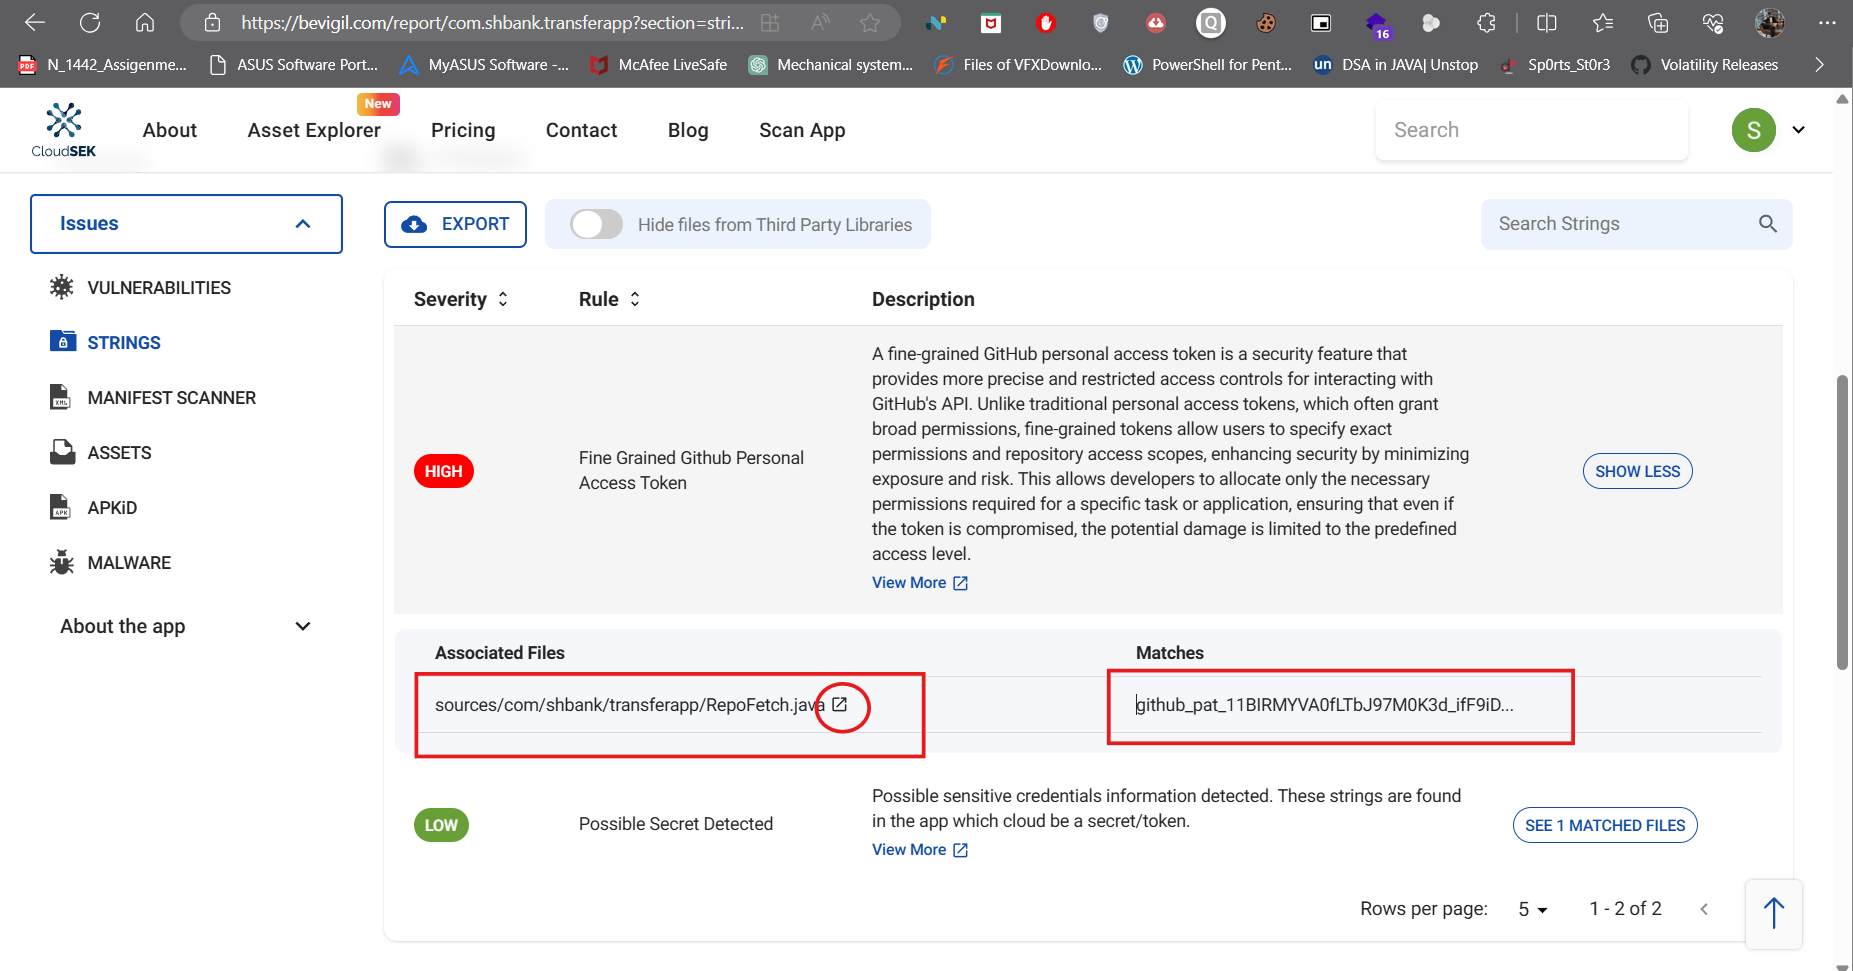 https://bevigil.com/report/com.shbank.transferapp?section=stri...
16
N_1442_Assigenme...
ASUS Software Port...
MyASUS Software -...
McAfee LiveSafe
Mechanical system...
Files of VFXDownlo...
PowerShell for Pent...
un
DSA in JAVA| Unstop
Sp0rts_St0r3
Volatility Releases
CloudSEK
About
Asset Explorer
New
Pricing
Contact
Blog
Scan App
Search
S
Issues
VULNERABILITIES
STRINGS
MANIFEST SCANNER
ASSETS
APKiD
MALWARE
About the app
EXPORT
Hide files from Third Party Libraries
Search Strings
Severity
Rule
Description
HIGH
Fine Grained Github Personal
Access Token
A fine-grained GitHub personal access token is a security feature that
provides more precise and restricted access controls for interacting with
GitHub's API. Unlike traditional personal access tokens, which often grant
broad permissions, fine-grained tokens allow users to specify exact
permissions and repository access scopes, enhancing security by minimizing
exposure and risk. This allows developers to allocate only the necessary
permissions required for a specific task or application, ensuring that even if
the token is compromised, the potential damage is limited to the predefined
access level.
View More
SHOW LESS
Associated Files
Matches
sources/com/shbank/transferapp/RepoFetch.java
github_pat_11BIRMYVA0fLTbJ97M0K3d_ifF9iD...
LOW
Possible Secret Detected
Possible sensitive credentials information detected. These strings are found
in the app which cloud be a secret/token.
View More
SEE 1 MATCHED FILES
Rows per page:
5
1 - 2 of 2